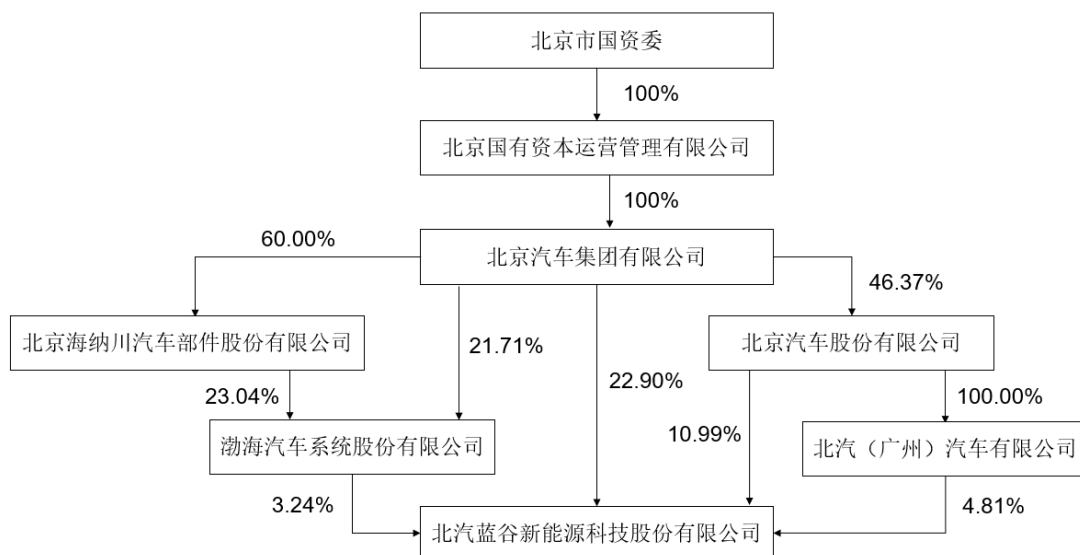 北京市国资委
100%
北京国有资本运营管理有限公司
100%
北京汽车集团有限公司
60.00%
46.37%
北京海纳川汽车部件股份有限公司
21.71%
22.90%
北京汽车股份有限公司
23.04%
10.99%
100.00%
渤海汽车系统股份有限公司
北汽（广州）汽车有限公司
3.24%
4.81%
北汽蓝谷新能源科技股份有限公司